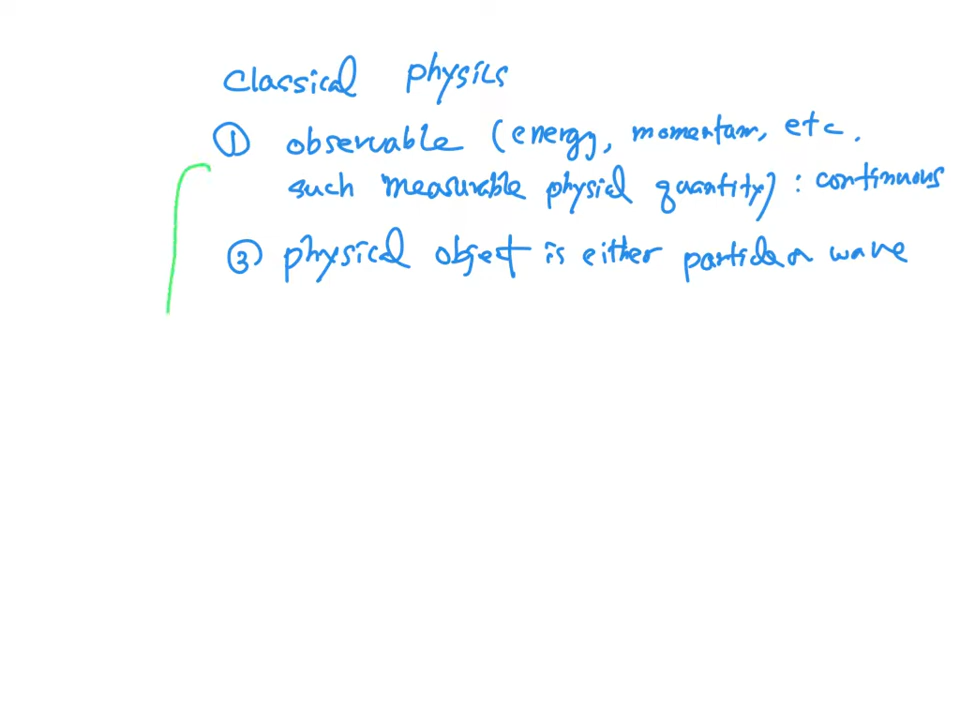 classical physics
① observable (energy, momentum, etc.
such measurable physical quantity) : continuous
③ physical object is either particle or wave